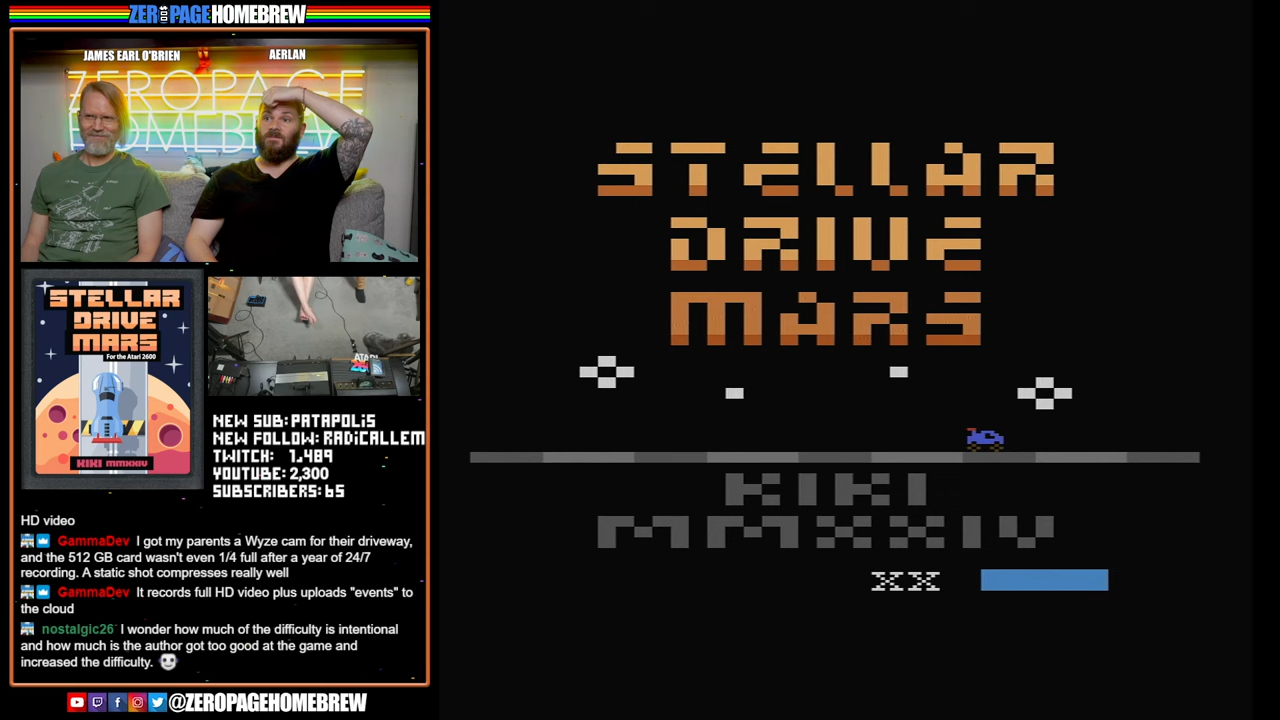 ZEROPAGEHOMEBREW
JAMES EARL O'BRIEN
AERLAN
ZEROPAGE
HOMEBREW
STELLAR
DRIVE
MARS
For the Atari 2600
KIKI MMXXIV
ATARI
NEW SUB: PATAPOLIS
NEW FOLLOW: RADICALLEM
TWITCH: 1,489
YOUTUBE: 2,300
SUBSCRIBERS: 65
HD video
GammaDev I got my parents a Wyze cam for their driveway,
and the 512 GB card wasn't even 1/4 full after a year of 24/7
recording. A static shot compresses really well
GammaDev It records full HD video plus uploads "events" to
the cloud
nostalgic26 I wonder how much of the difficulty is intentional
and how much is the author got too good at the game and
increased the difficulty.
@ZEROPAGEHOMEBREW
STELLAR
DRIVE
MARS
KIKI
MMXXIV
XX